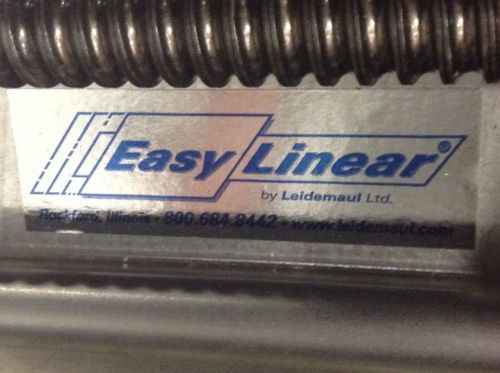 Easy Linear®
by Leidemaul Ltd.
Rockford, Illinois • 800.684.8442 • www.leidemaul.com